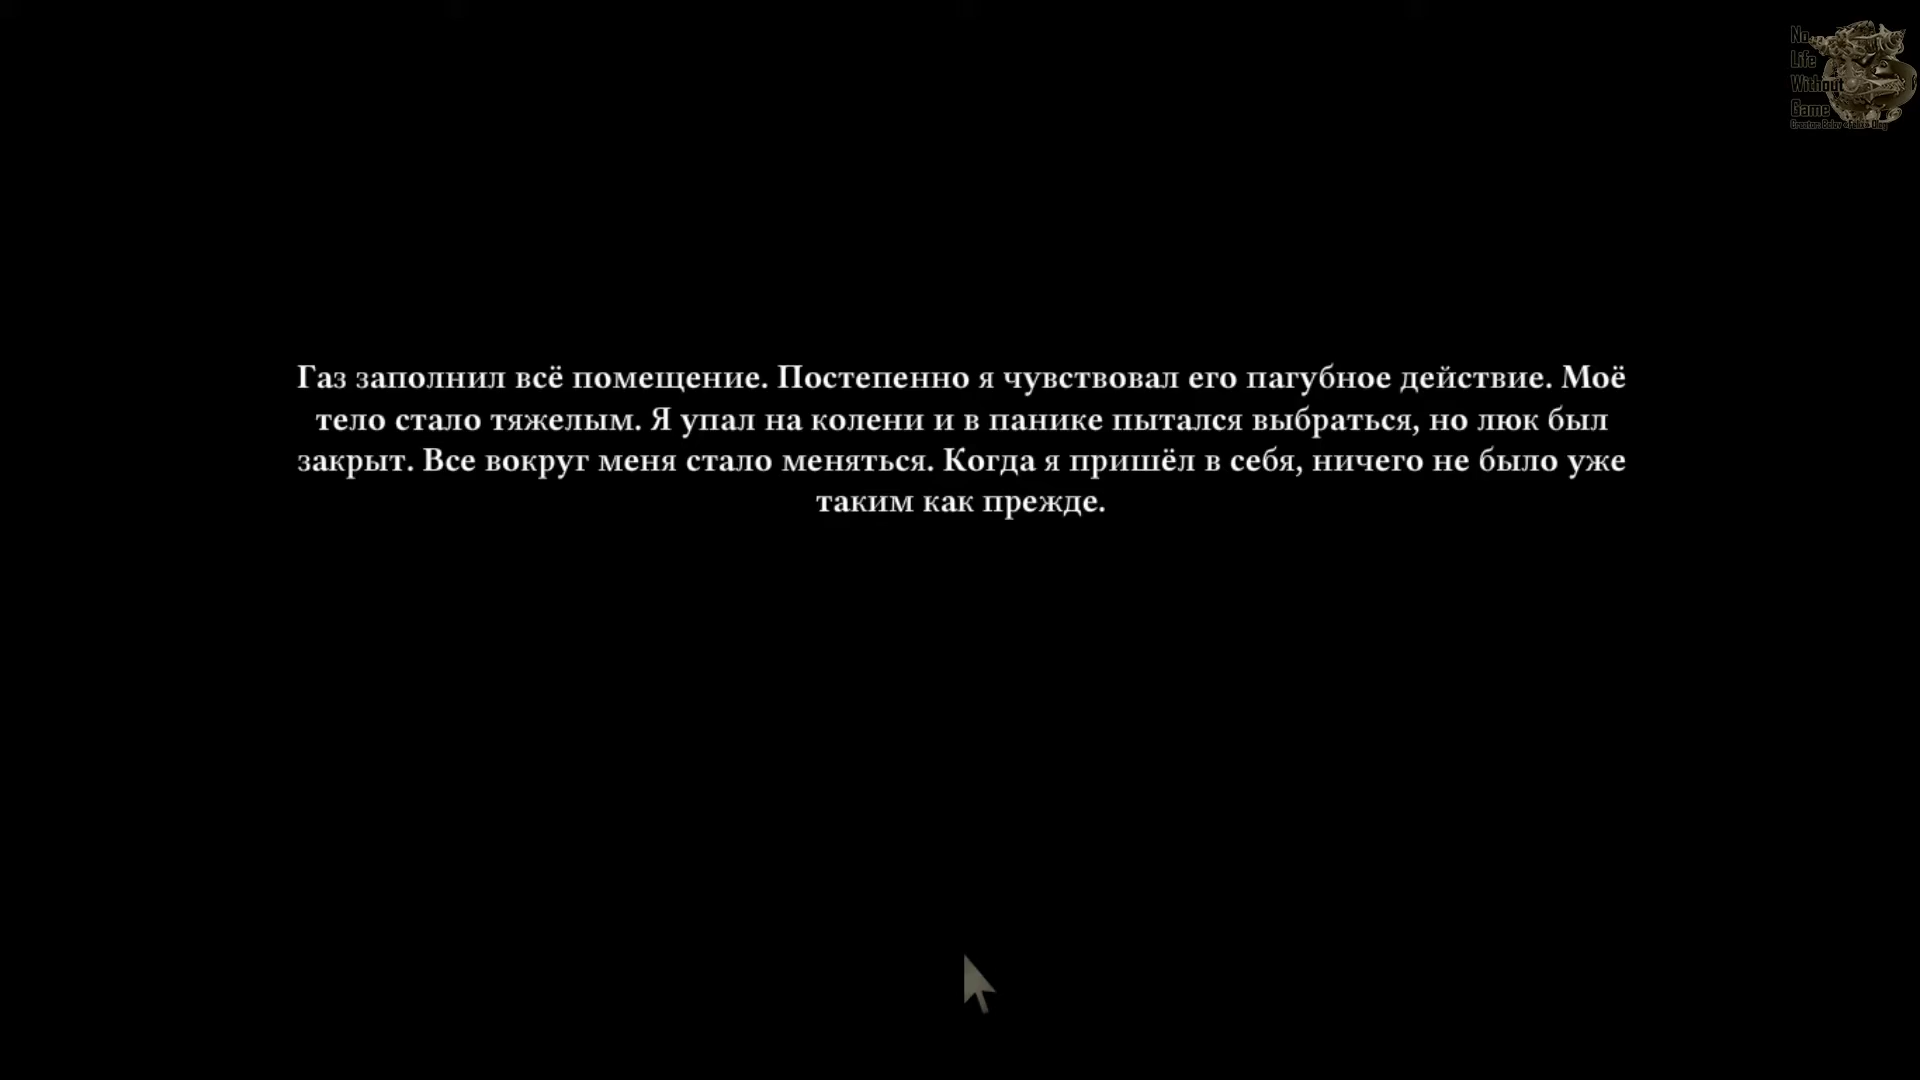 No
Life
Without
Game
Газ заполнил всё помещение. Постепенно я чувствовал его пагубное действие. Моё
тело стало тяжелым. Я упал на колени и в панике пытался выбраться, но люк был
закрыт. Все вокруг меня стало меняться. Когда я пришёл в себя, ничего не было уже
таким как прежде.